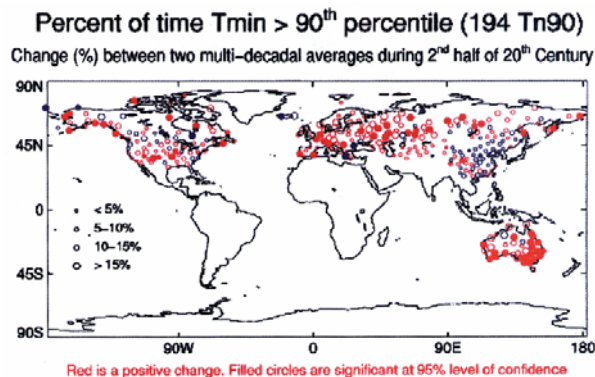 Percent of time Tmin > 90th percentile (194 Tn90)
Change (%) between two multi-decadal averages during 2nd half of 20th Century
90N
45N
0
45S
90S
< 5%
5–10%
10–15%
> 15%
90W 0 90E 180
Red is a positive change. Filled circles are significant at 95% level of confidence